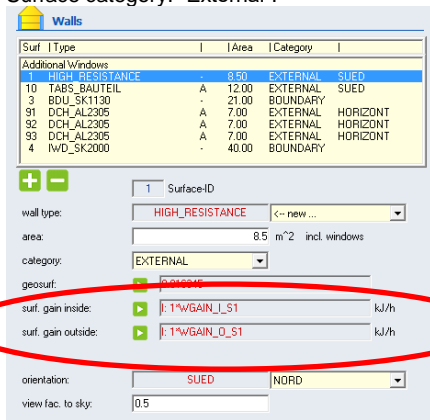 Surface category: "External":
Walls
Surf | Type | | Area | Category |
Additional Windows
1 HIGH_RESISTANCE - 8.50 EXTERNAL SUED
10 TABS_BAUTEIL A 12.00 EXTERNAL SUED
3 BDU_SK1130 - 21.00 BOUNDARY
91 DCH_AL2305 A 7.00 EXTERNAL HORIZONT
92 DCH_AL2305 A 7.00 EXTERNAL HORIZONT
93 DCH_AL2305 A 7.00 EXTERNAL HORIZONT
4 IWD_SK2000 - 40.00 BOUNDARY
1 Surface-ID
wall type: HIGH_RESISTANCE <-- new ...
area: 8.5 m^2 incl. windows
category: EXTERNAL
geosurf:
surf. gain inside: I: 1*WGAIN_I_S1 kJ/h
surf. gain outside: I: 1*WGAIN_O_S1 kJ/h
orientation: SUED NORD
view fac. to sky: 0.5